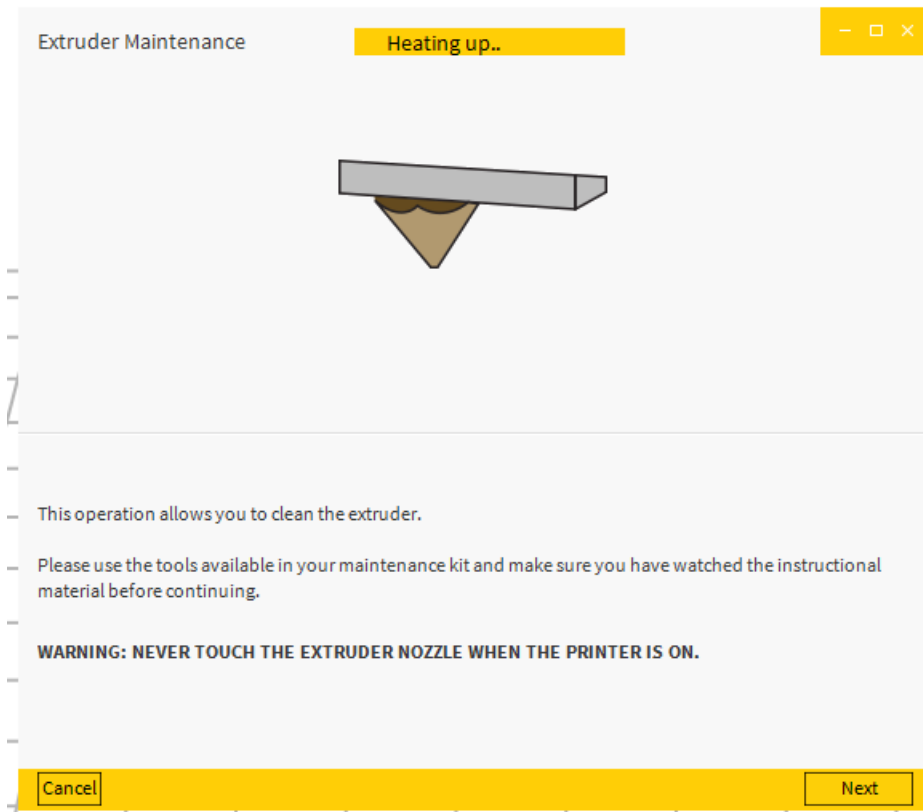 Extruder Maintenance
Heating up..
This operation allows you to clean the extruder.
Please use the tools available in your maintenance kit and make sure you have watched the instructional
material before continuing.
WARNING: NEVER TOUCH THE EXTRUDER NOZZLE WHEN THE PRINTER IS ON.
Cancel
Next